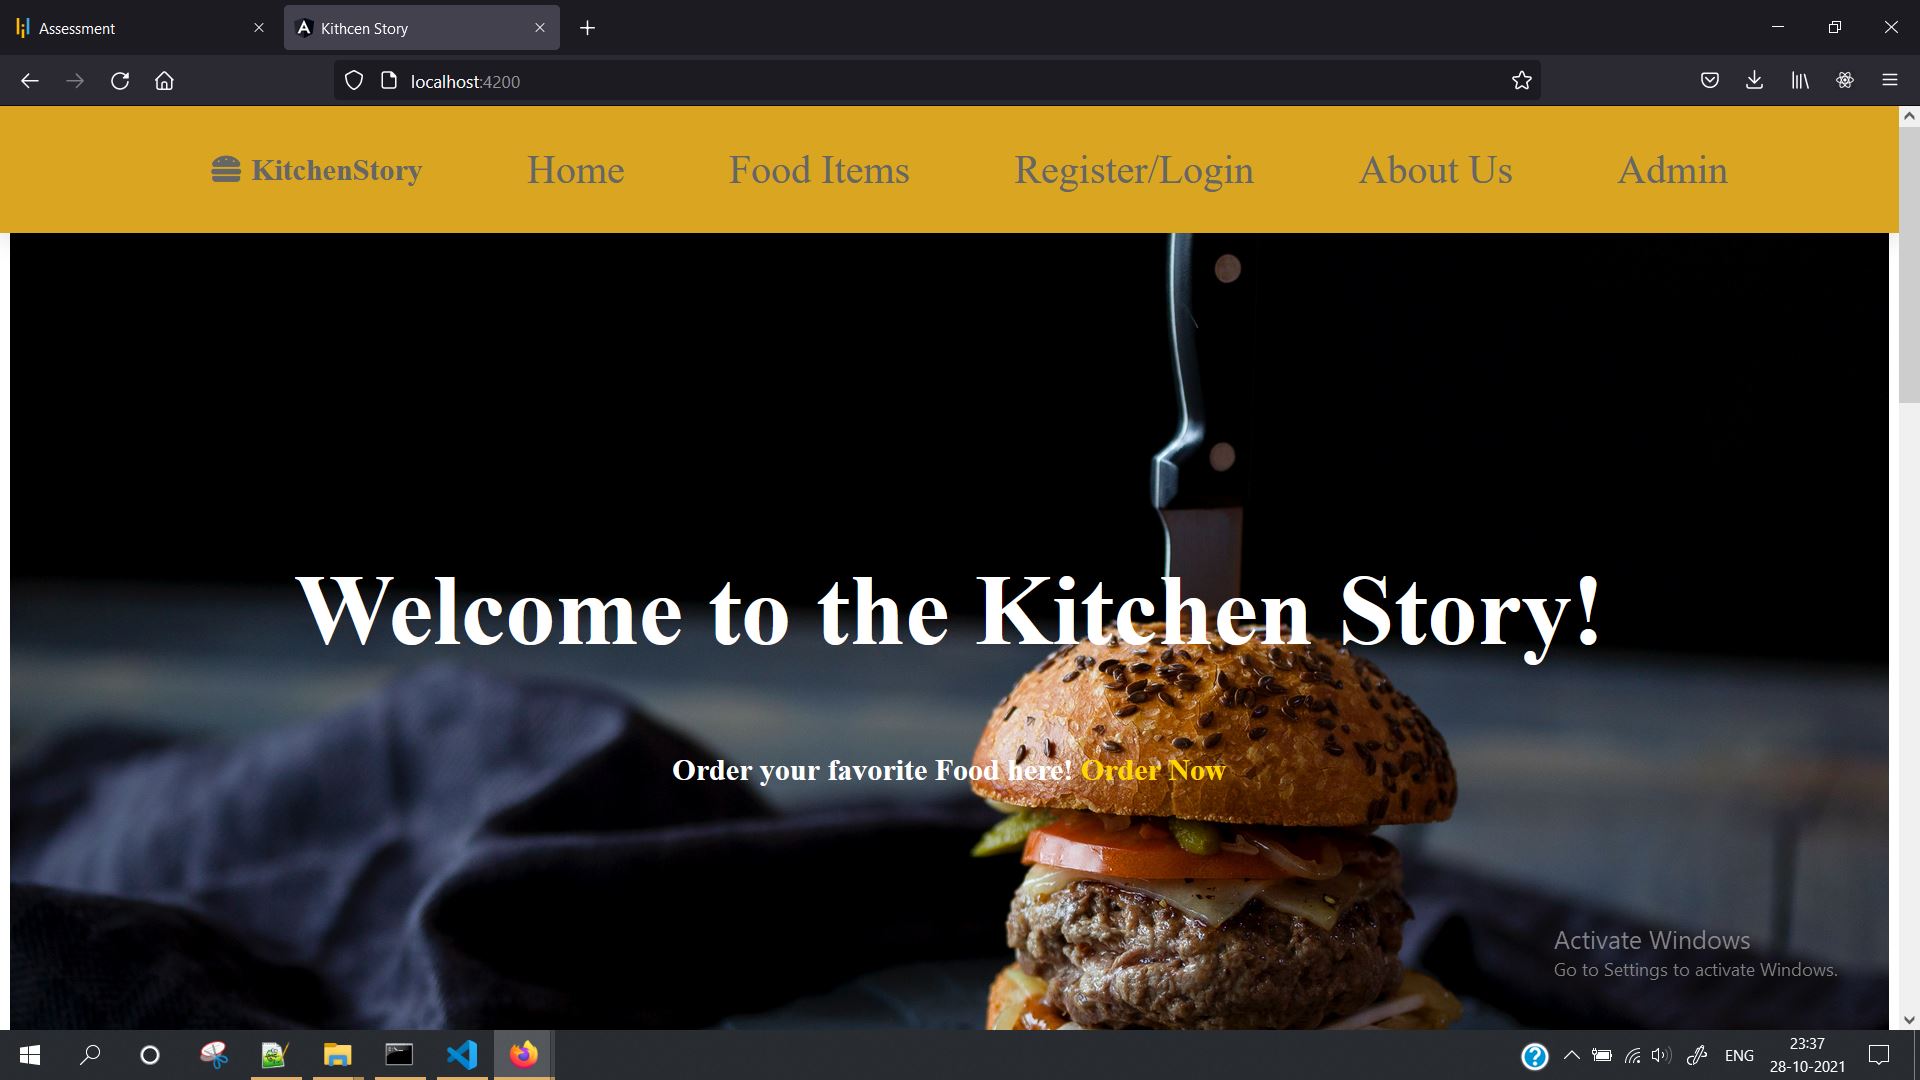 Assessment
Kithcen Story
localhost:4200
KitchenStory
Home
Food Items
Register/Login
About Us
Admin
Welcome to the Kitchen Story!
Order your favorite Food here! Order Now
Activate Windows
Go to Settings to activate Windows.
ENG
23:37
28-10-2021